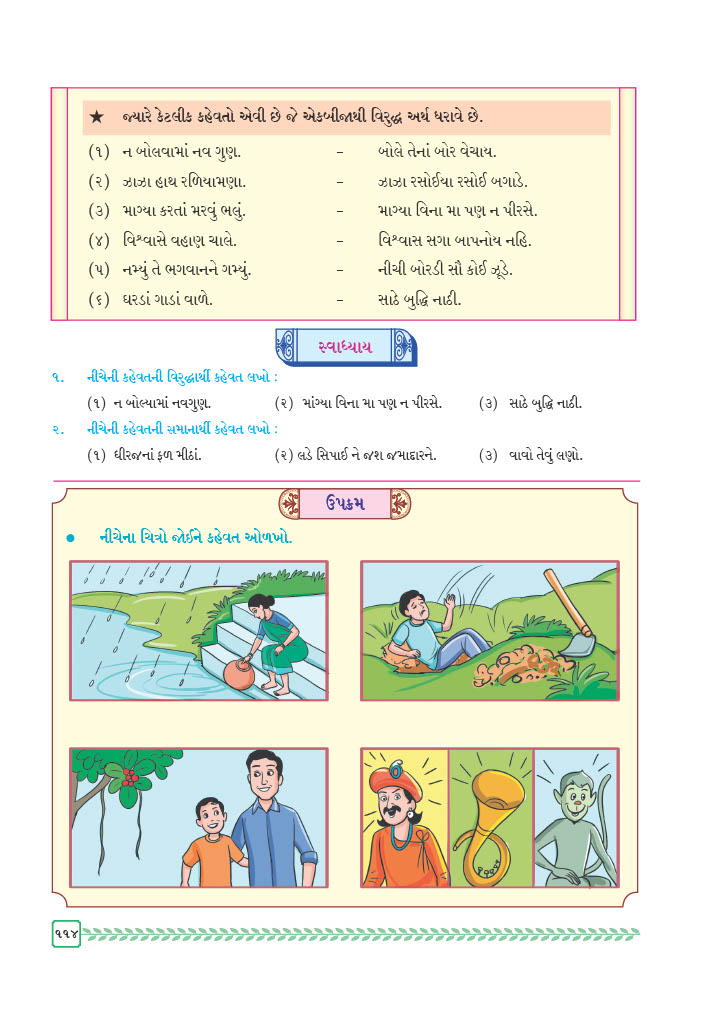 ★ જ્યારે કેટલીક કહેવતો એવી છે જે એકબીજાથી વિરુદ્ધ અર્થ ધરાવે છે.
(૧) ન બોલવામાં નવ ગુણ. – બોલે તેનાં બોર વેચાય.
(૨) ઝાઝા હાથ રળિયામણા. – ઝાઝા રસોઈયા રસોઈ બગાડે.
(૩) માગ્યા કરતાં મરવું ભલું. – માગ્યા વિના મા પણ ન પીરસે.
(૪) વિશ્વાસે વહાણ ચાલે. – વિશ્વાસ સગા બાપનોય નહિ.
(૫) નમ્યું તે ભગવાનને ગમ્યું. – નીચી બોરડી સૌ કોઈ ઝૂડે.
(૬) ઘરડાં ગાડાં વાળે. – સાઠે બુદ્ધિ નાઠી.
સ્વાધ્યાય
૧. નીચેની કહેવતની વિરુદ્ધાર્થી કહેવત લખો :
(૧) ન બોલ્યામાં નવગુણ. (૨) માંગ્યા વિના મા પણ ન પીરસે. (૩) સાઠે બુદ્ધિ નાઠી.
૨. નીચેની કહેવતની સમાનાર્થી કહેવત લખો :
(૧) ધીરજનાં ફળ મીઠાં. (૨) લડે સિપાઈ ને જશ જમાદારને. (૩) વાવો તેવું લણો.
ઉપક્રમ
● નીચેના ચિત્રો જોઈને કહેવત ઓળખો.
૧૧૪